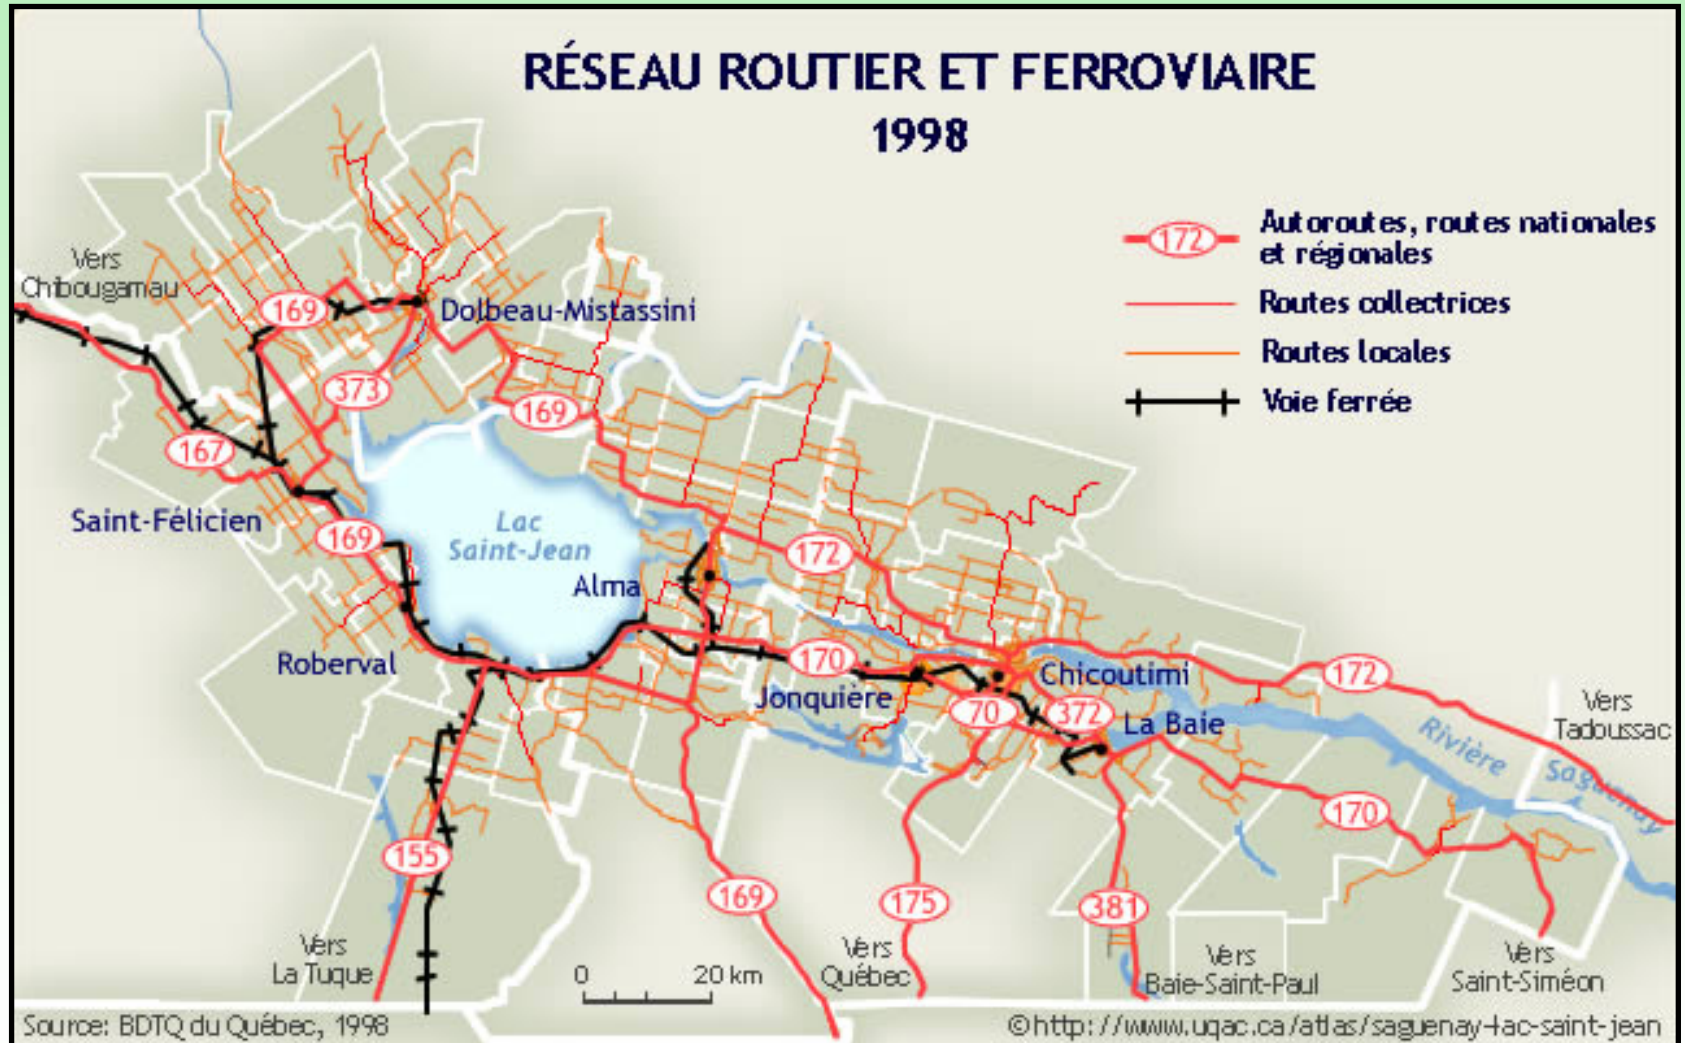 RÉSEAU ROUTIER ET FERROVIAIRE
1998
172
Autoroutes, routes nationales
et régionales
Routes collectrices
Routes locales
Voie ferrée
Vers
Chibougamau
169
Dolbeau-Mistassini
373
169
167
Saint-Félicien
169
Lac
Saint-Jean
Alma
172
Roberval
170
Jonquière
Chicoutimi
70
372
La Baie
172
Vers
Tadoussac
Rivière
Saguenay
170
155
169
175
381
Vers
La Tuque
0
20 km
Vers
Québec
Vers
Baie-Saint-Paul
Vers
Saint-Siméon
Source: BDTQ du Québec, 1998
©http://www.uqac.ca/atlas/saguenay-lac-saint-jean